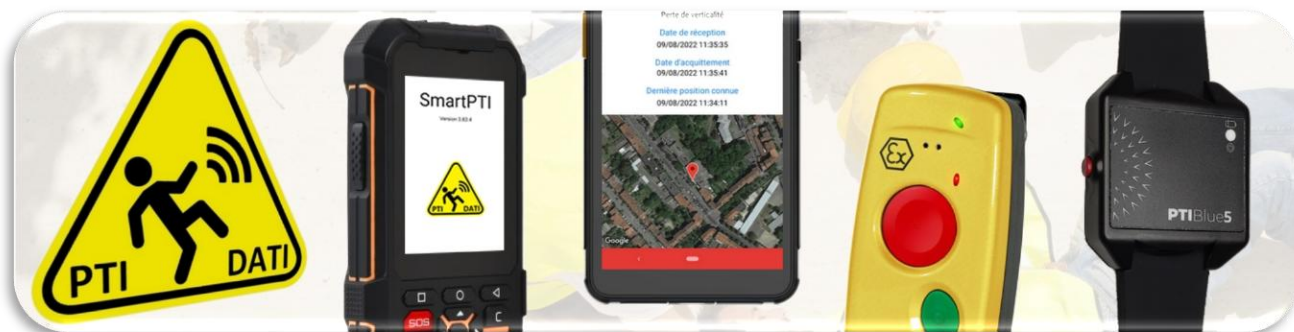 PTI DATI
SmartPTI
Version 3.63.4
PTI DATI
SOS
Perte de verticalité
Date de réception
09/08/2022 11:35:35
Date d'acquittement
09/08/2022 11:35:41
Dernière position connue
09/08/2022 11:34:11
Google
Ex
PTIBlue5